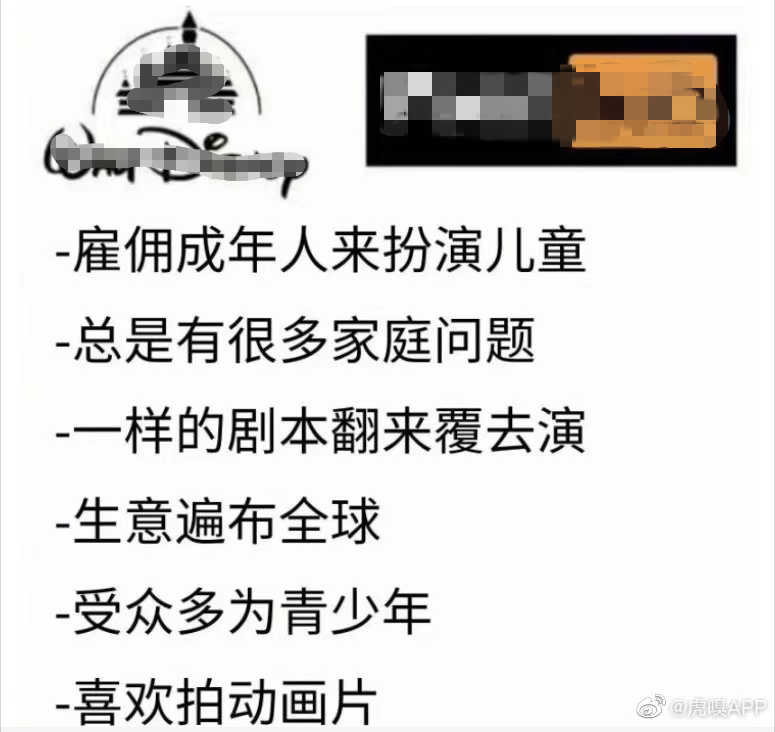 -雇佣成年人来扮演儿童
-总是有很多家庭问题
-一样的剧本翻来覆去演
-生意遍布全球
-受众多为青少年
-喜欢拍动画片
@虎嗅APP